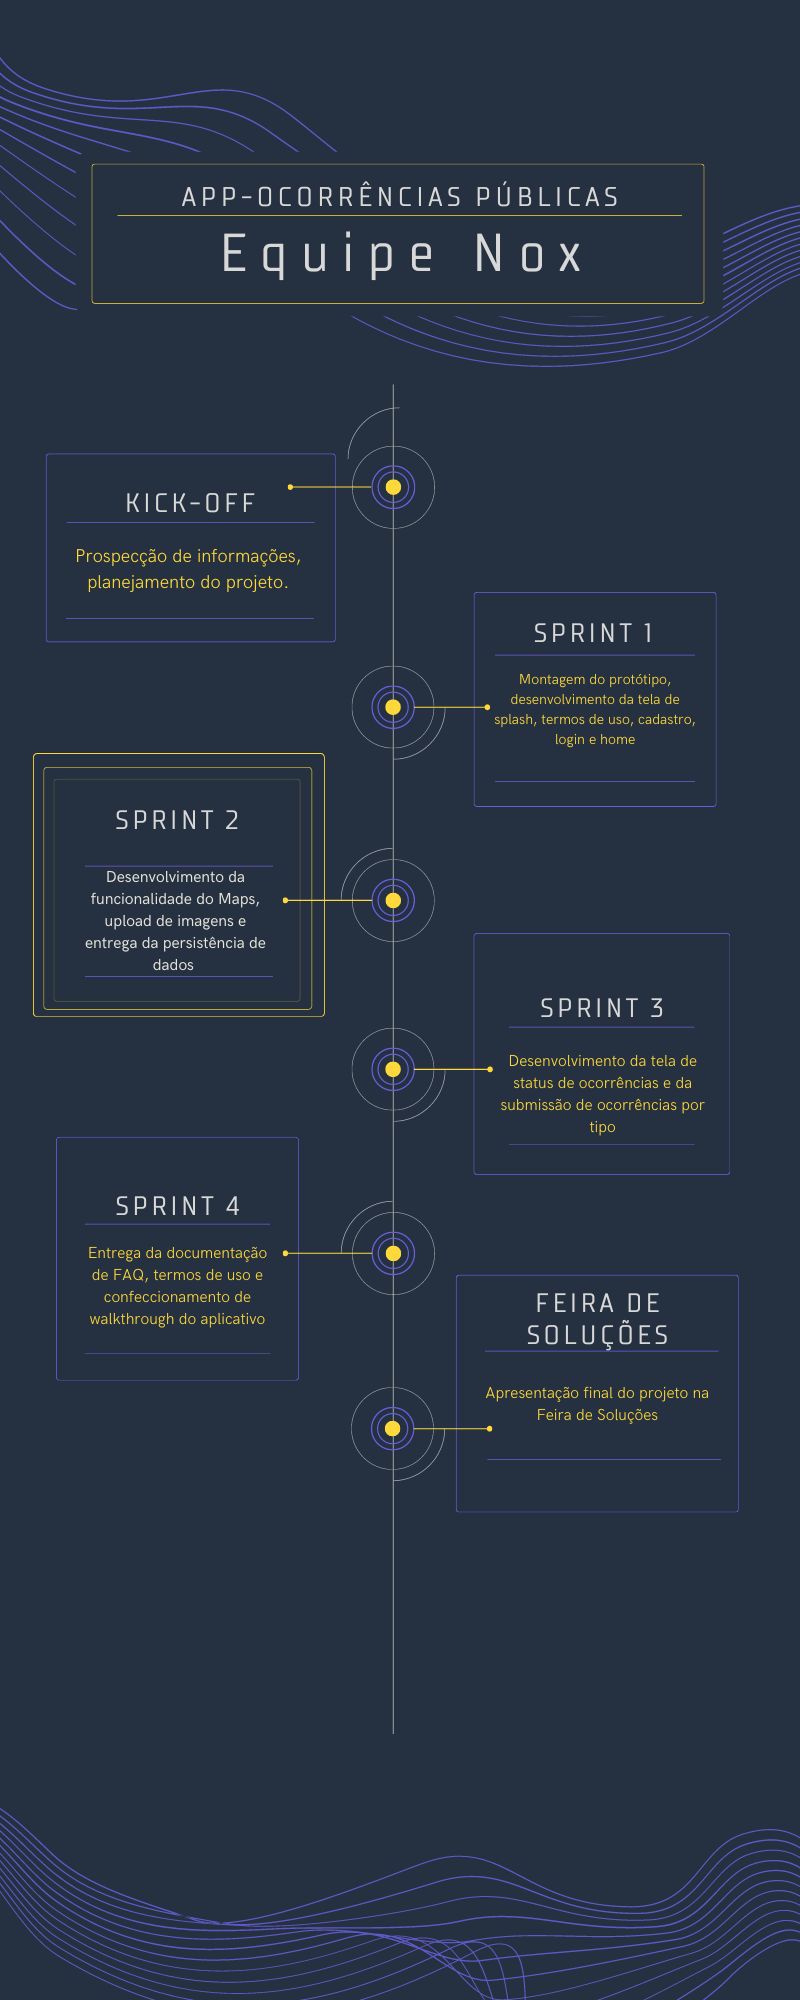 APP-OCORRÊNCIAS PÚBLICAS
Equipe Nox
KICK-OFF
Prospecção de informações,
planejamento do projeto.
SPRINT 1
Montagem do protótipo,
desenvolvimento da tela de
splash, termos de uso, cadastro,
login e home
SPRINT 2
Desenvolvimento da
funcionalidade do Maps,
upload de imagens e
entrega da persistência de
dados
SPRINT 3
Desenvolvimento da tela de
status de ocorrências e da
submissão de ocorrências por
tipo
SPRINT 4
Entrega da documentação
de FAQ, termos de uso e
confeccionamento de
walkthrough do aplicativo
FEIRA DE
SOLUÇÕES
Apresentação final do projeto na
Feira de Soluções